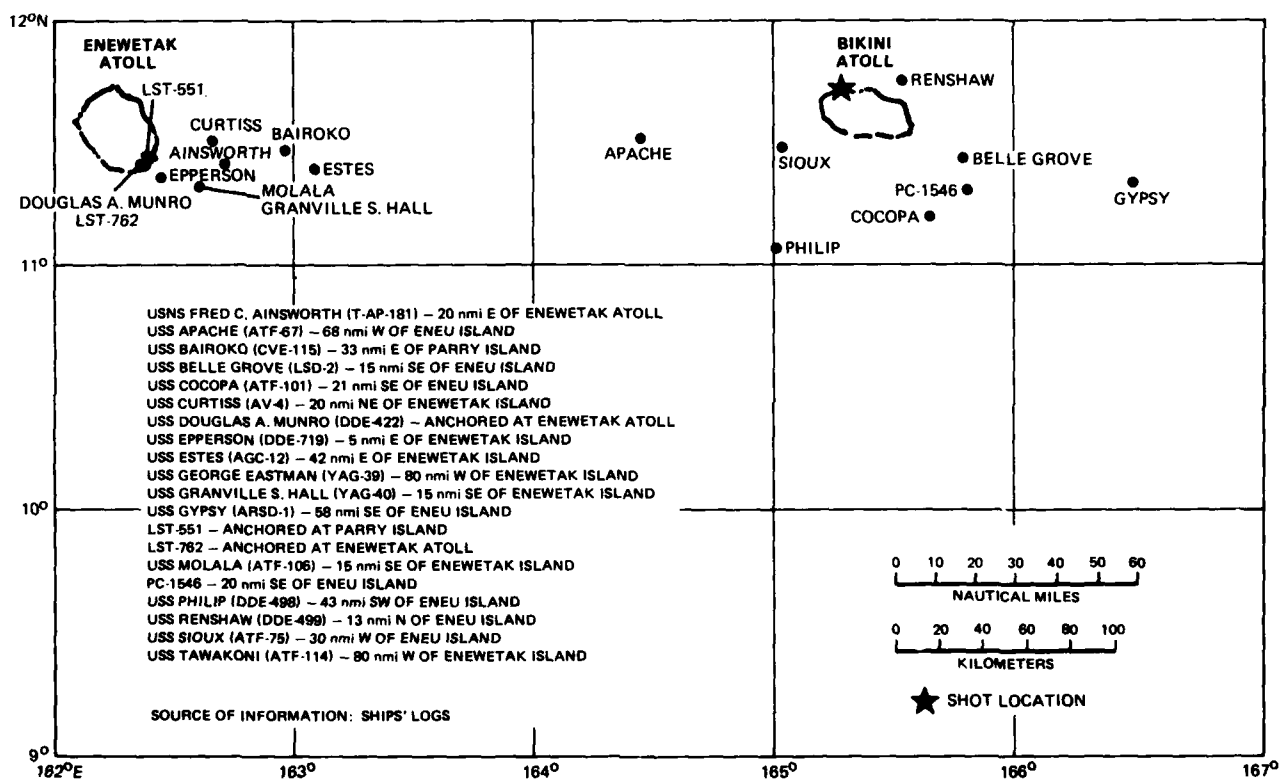 12°N
ENEWETAK
ATOLL
BIKINI
ATOLL
LST-551
RENSHAW
CURTISS
BAIROKO
AINSWORTH
APACHE
SIOUX
BELLE GROVE
EPPERSON
ESTES
DOUGLAS A. MUNRO
LST-762
MOLALA
GRANVILLE S. HALL
PC-1546
GYPSY
COCOPA
PHILIP
11°
USNS FRED C. AINSWORTH (T-AP-181) – 20 nmi E OF ENEWETAK ATOLL
USS APACHE (ATF-67) – 68 nmi W OF ENEU ISLAND
USS BAIROKO (CVE-115) – 33 nmi E OF PARRY ISLAND
USS BELLE GROVE (LSD-2) – 15 nmi SE OF ENEU ISLAND
USS COCOPA (ATF-101) – 21 nmi SE OF ENEU ISLAND
USS CURTISS (AV-4) – 20 nmi NE OF ENEWETAK ISLAND
USS DOUGLAS A. MUNRO (DDE-422) – ANCHORED AT ENEWETAK ATOLL
USS EPPERSON (DDE-719) – 5 nmi E OF ENEWETAK ISLAND
USS ESTES (AGC-12) – 42 nmi E OF ENEWETAK ISLAND
USS GEORGE EASTMAN (YAG-39) – 80 nmi W OF ENEWETAK ISLAND
USS GRANVILLE S. HALL (YAG-40) – 15 nmi SE OF ENEWETAK ISLAND
USS GYPSY (ARSD-1) – 58 nmi SE OF ENEU ISLAND
10°
LST-551 – ANCHORED AT PARRY ISLAND
LST-762 – ANCHORED AT ENEWETAK ATOLL
USS MOLALA (ATF-106) – 15 nmi SE OF ENEWETAK ISLAND
PC-1546 – 20 nmi SE OF ENEU ISLAND
USS PHILIP (DDE-498) – 43 nmi SW OF ENEU ISLAND
USS RENSHAW (DDE-499) – 13 nmi N OF ENEU ISLAND
USS SIOUX (ATF-75) – 30 nmi W OF ENEU ISLAND
USS TAWAKONI (ATF-114) – 80 nmi W OF ENEWETAK ISLAND
0 10 20 30 40 50 60
NAUTICAL MILES
0 20 40 60 80 100
KILOMETERS
SHOT LOCATION
SOURCE OF INFORMATION: SHIPS' LOGS
9°
162°E 163° 164° 165° 166° 167°